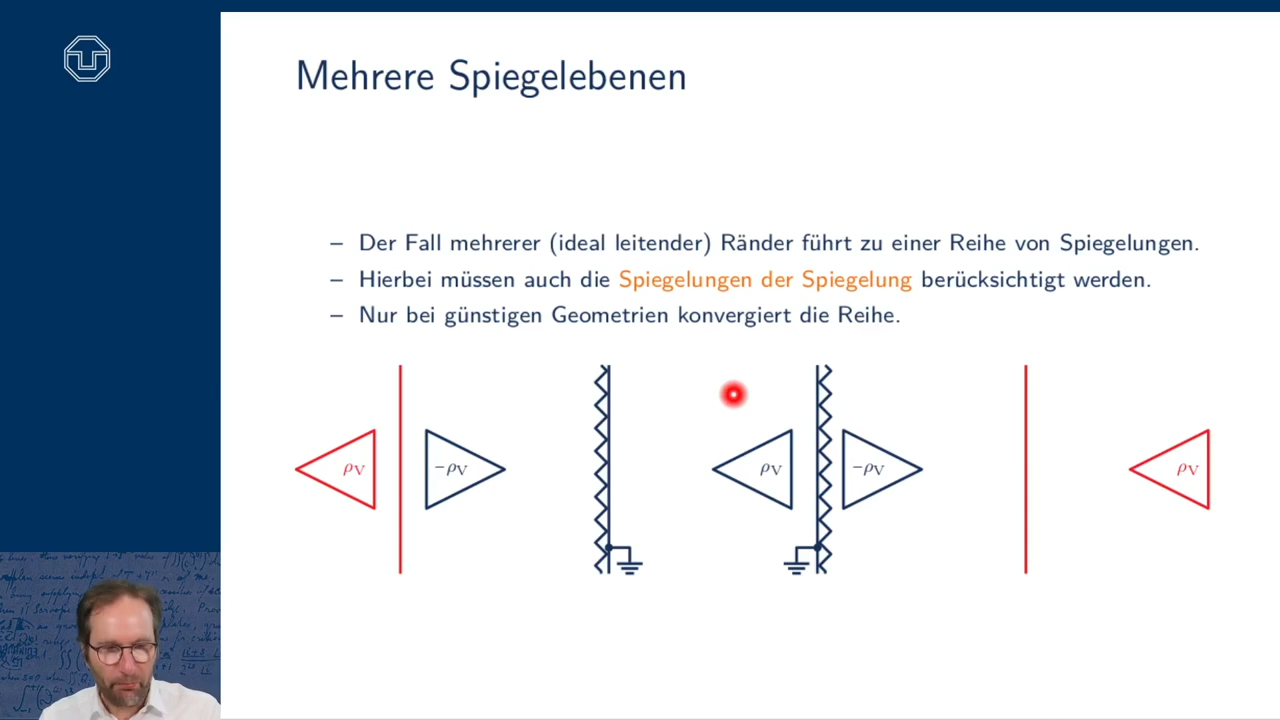 Mehrere Spiegelebenen
– Der Fall mehrerer (ideal leitender) Ränder führt zu einer Reihe von Spiegelungen.
– Hierbei müssen auch die Spiegelungen der Spiegelung berücksichtigt werden.
– Nur bei günstigen Geometrien konvergiert die Reihe.
ρV −ρV ρV −ρV ρV